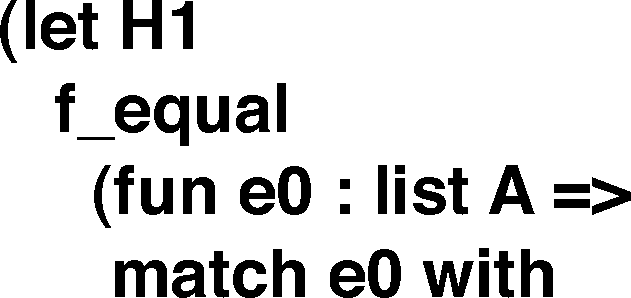 (let H1
f_equal
(fun e0 : list A =>
match e0 with